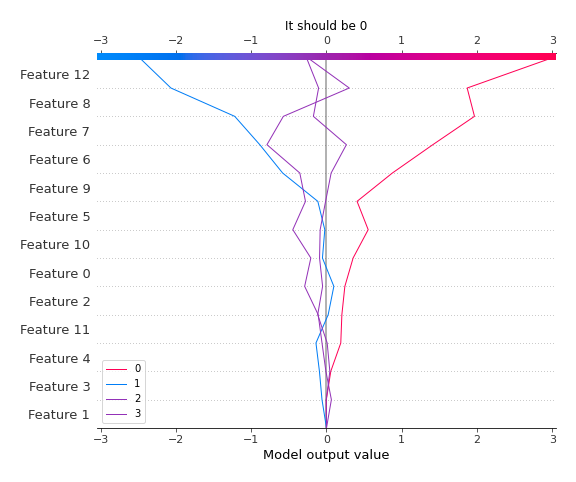 It should be 0
−3 −2 −1 0 1 2 3
Feature 12
Feature 8
Feature 7
Feature 6
Feature 9
Feature 5
Feature 10
Feature 0
Feature 2
Feature 11
Feature 4
Feature 3
Feature 1
0
1
2
3
−3 −2 −1 0 1 2 3
Model output value